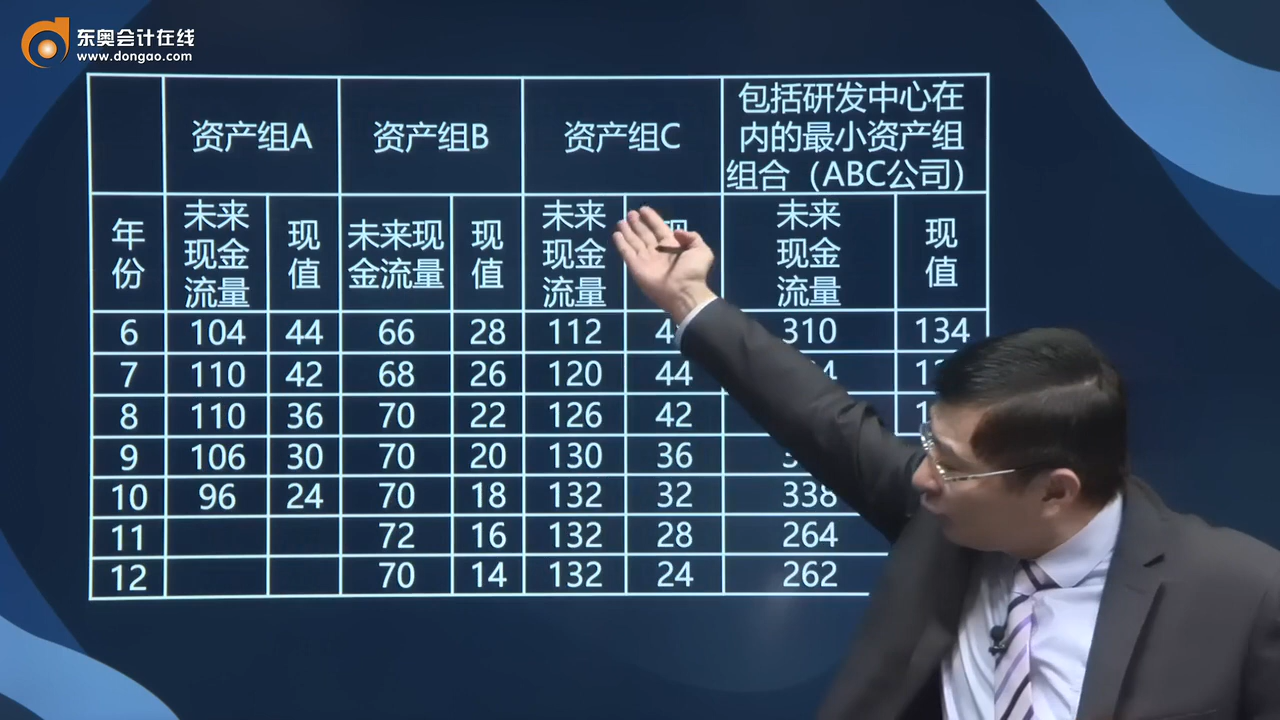 东奥会计在线
www.dongao.com
资产组A 资产组B 资产组C 包括研发中心在
内的最小资产组
组合（ABC公司）
年份 未来现金流量 现值 未来现金流量 现值 未来现金流量 未来现金流量 现值
6 104 44 66 28 112 310 134
7 110 42 68 26 120 44
8 110 36 70 22 126 42
9 106 30 70 20 130 36
10 96 24 70 18 132 32 338
11 72 16 132 28 264
12 70 14 132 24 262